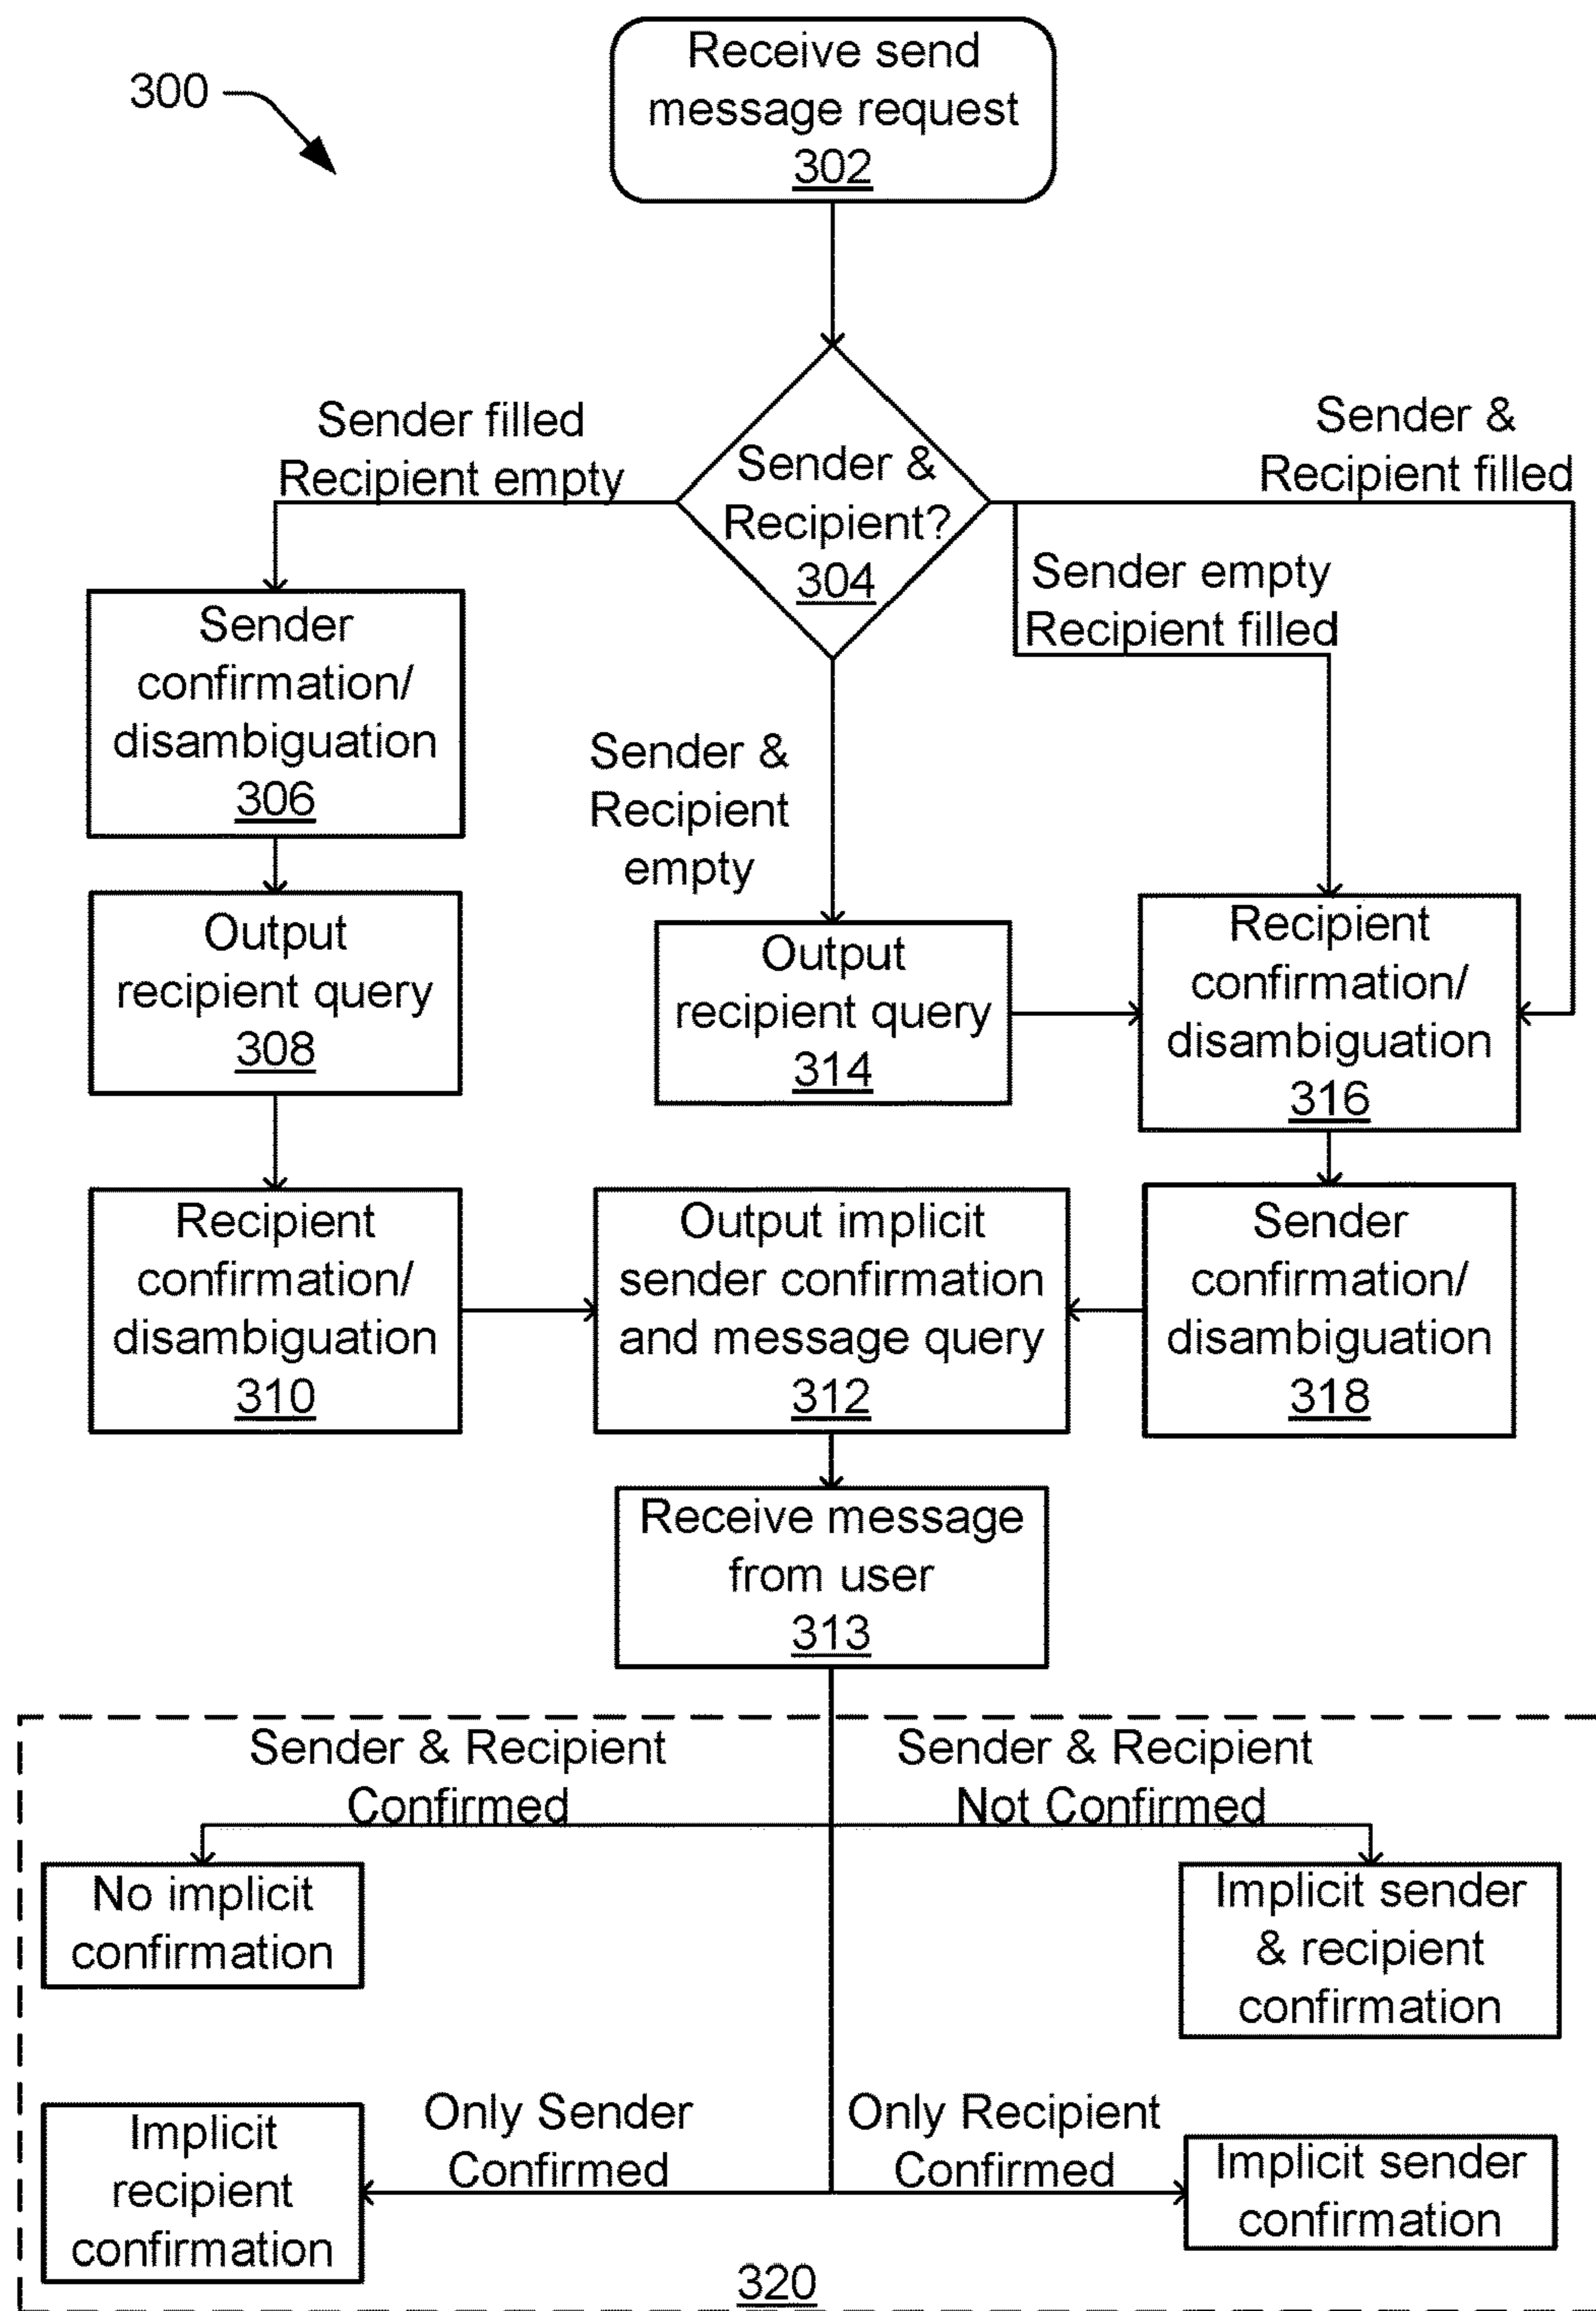 300
Receive send
message request
302
Sender filled
Recipient empty
Sender &
Recipient?
304
Sender &
Recipient filled
Sender empty
Recipient filled
Sender
confirmation/
disambiguation
306
Sender &
Recipient
empty
Output
recipient query
308
Output
recipient query
314
Recipient
confirmation/
disambiguation
316
Recipient
confirmation/
disambiguation
310
Output implicit
sender confirmation
and message query
312
Sender
confirmation/
disambiguation
318
Receive message
from user
313
Sender & Recipient
Confirmed
Sender & Recipient
Not Confirmed
No implicit
confirmation
Implicit sender
& recipient
confirmation
Only Sender
Confirmed
Only Recipient
Confirmed
Implicit
recipient
confirmation
Implicit sender
confirmation
320